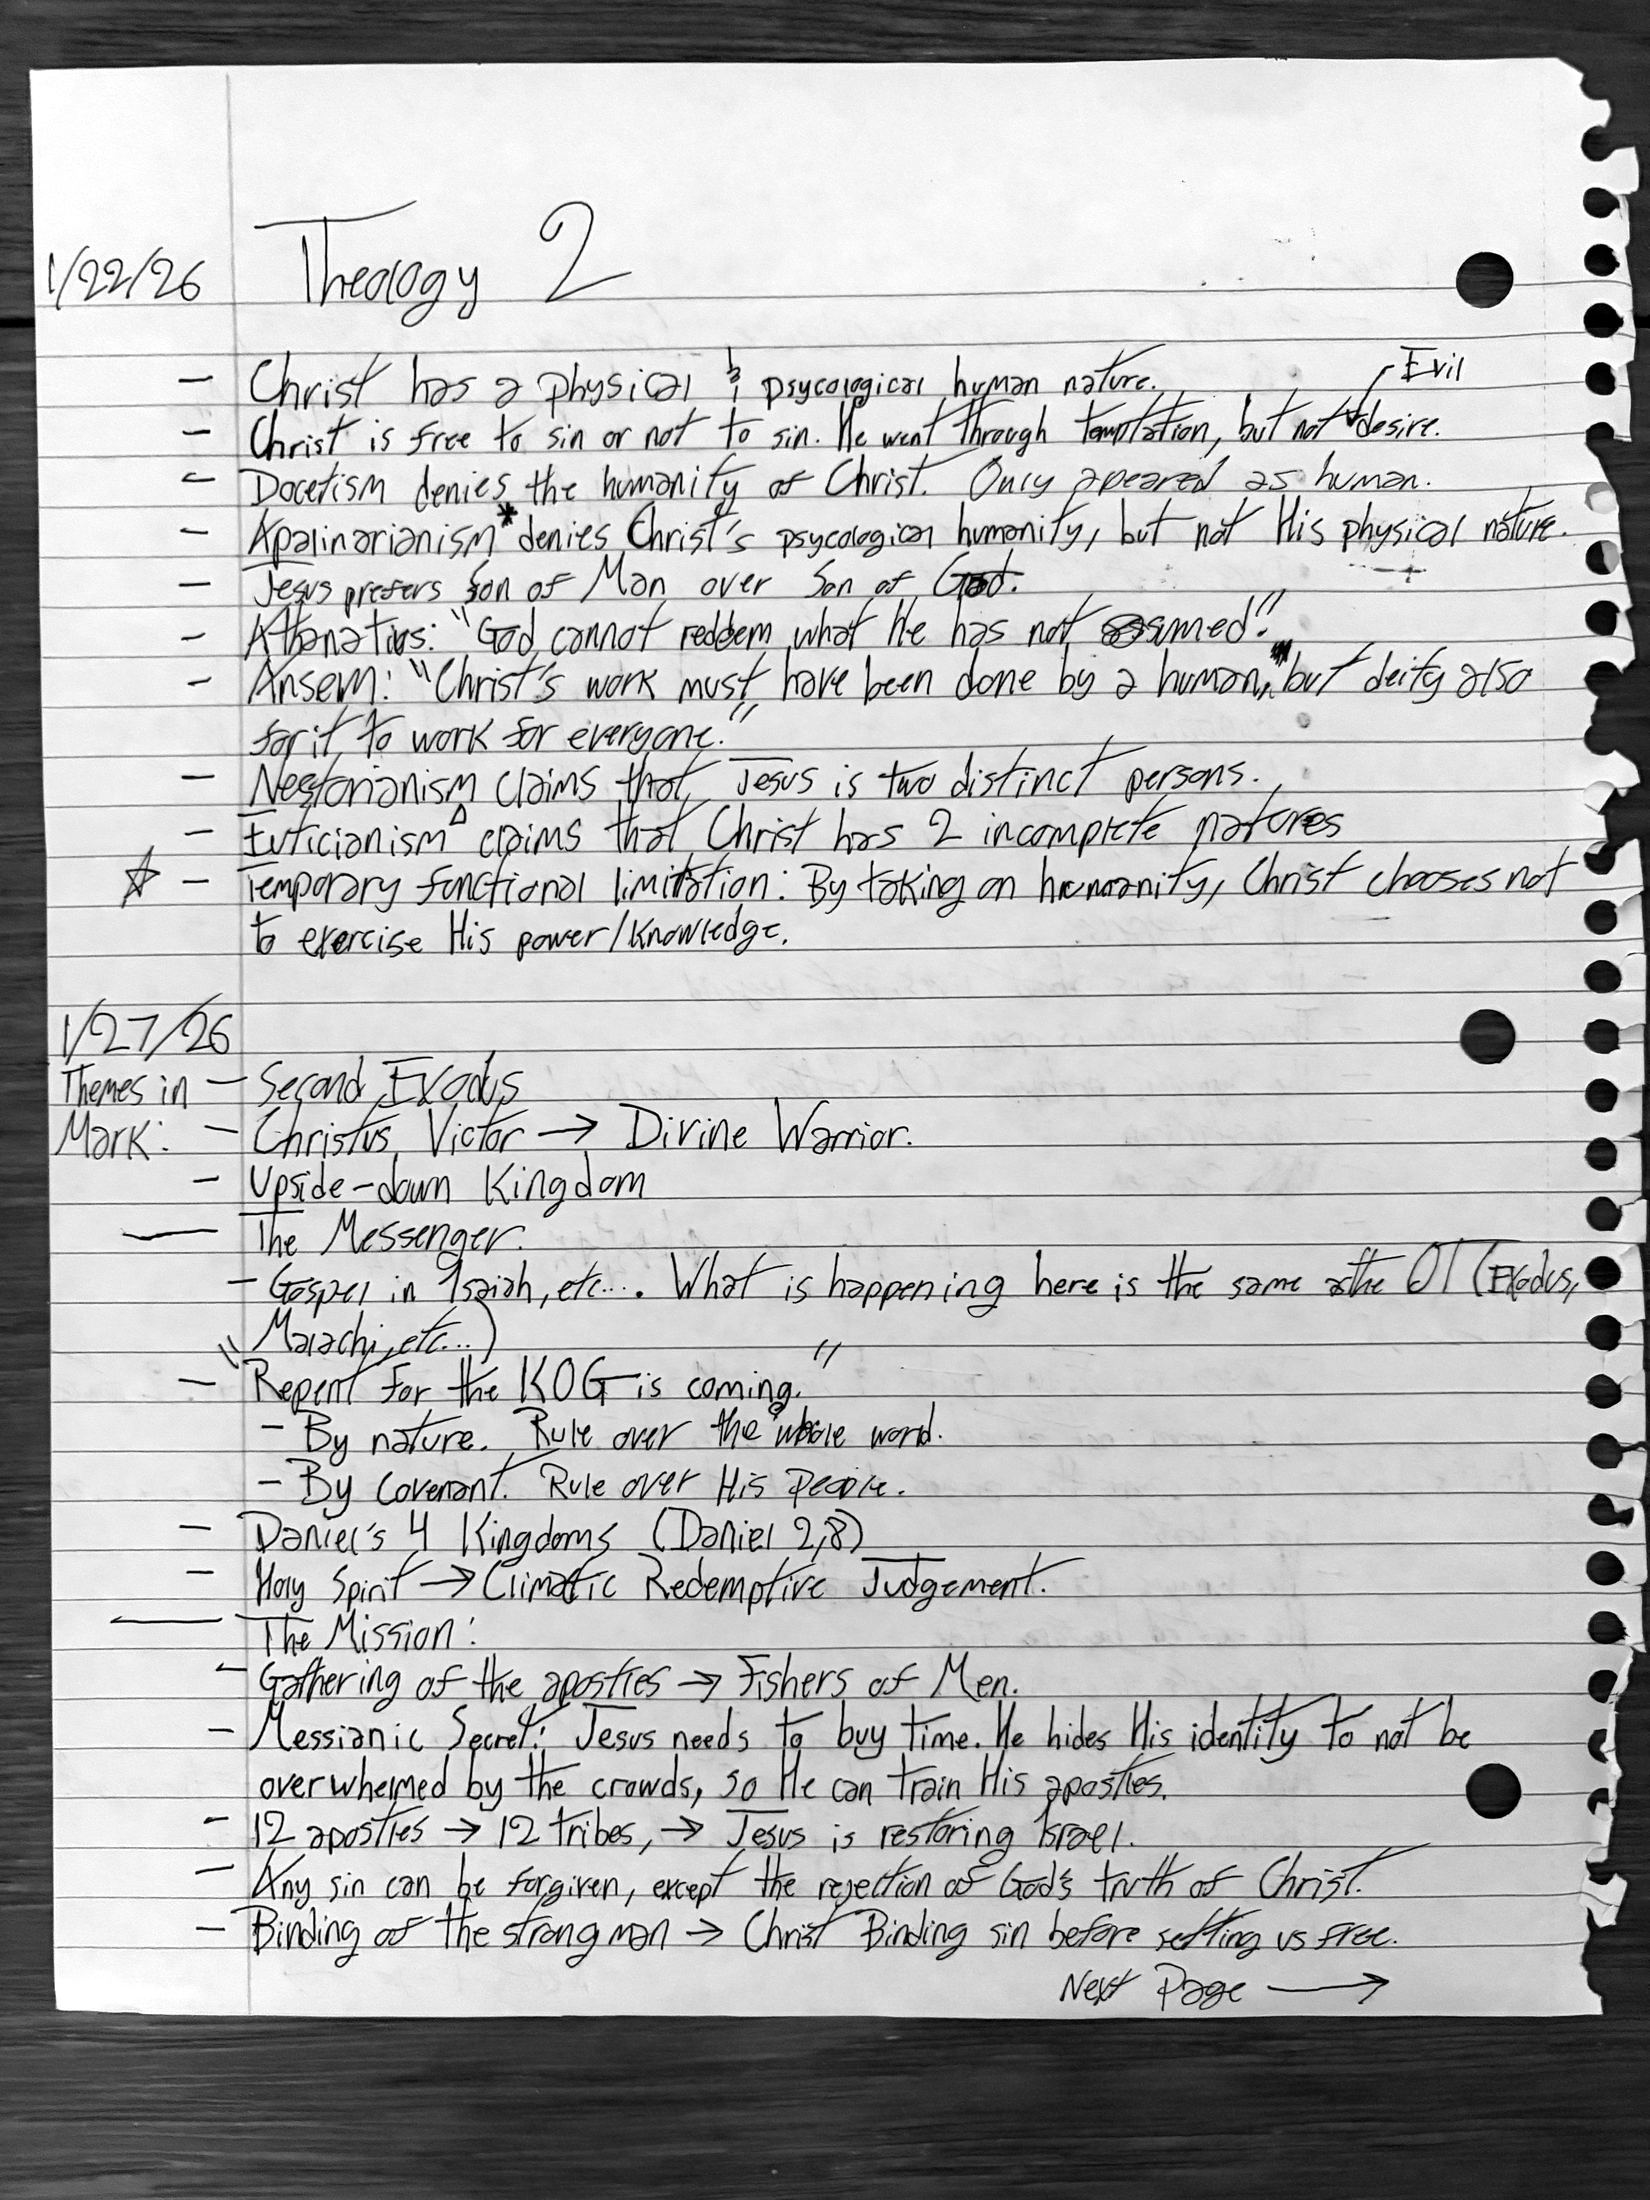 1/22/26 Theology 2
- Christ has a physical & psycological human nature. Evil
- Christ is free to sin or not to sin. He went through temptation, but not desire.
- Docetism denies the humanity of Christ. Only apeared as human.
- Apalinarianism* denies Christ's psycological humanity, but not His physical nature.
- Jesus prefers Son of Man over Son of God.
- Athanatius: "God cannot reddem what He has not assumed."
- Ansem: "Christ's work must have been done by a human, but deity also
for it to work for everyone."
- Nestorianism claims that Jesus is two distinct persons.
- Euticianism claims that Christ has 2 incomplete natures
☆ - Temporary functional limitation: By taking on humanity, Christ chooses not
to exercise His power/knowledge.
1/27/26
Themes in - Second Exodus
Mark: - Christus Victor → Divine Warrior.
- Upside-down Kingdom
— The Messenger.
- Gospel in Isaiah, etc.... What is happening here is the same as the OT (Exodus,
Malachi, etc...)
- "Repent for the KOG is coming."
- By nature. Rule over the whole world.
- By Covenant. Rule over His People.
- Daniel's 4 Kingdoms (Daniel 2,8)
- Holy Spirit → Climatic Redemptive Judgement.
— The Mission:
- Gathering of the apostles → Fishers of Men.
- Messianic Secret: Jesus needs to buy time. He hides His identity to not be
overwhelmed by the crowds, so He can train His apostles.
- 12 apostles → 12 tribes, → Jesus is restoring Israel.
- Any sin can be forgiven, except the rejection of God's truth of Christ.
- Binding of the strong man → Christ Binding sin before setting us free.
Next Page →